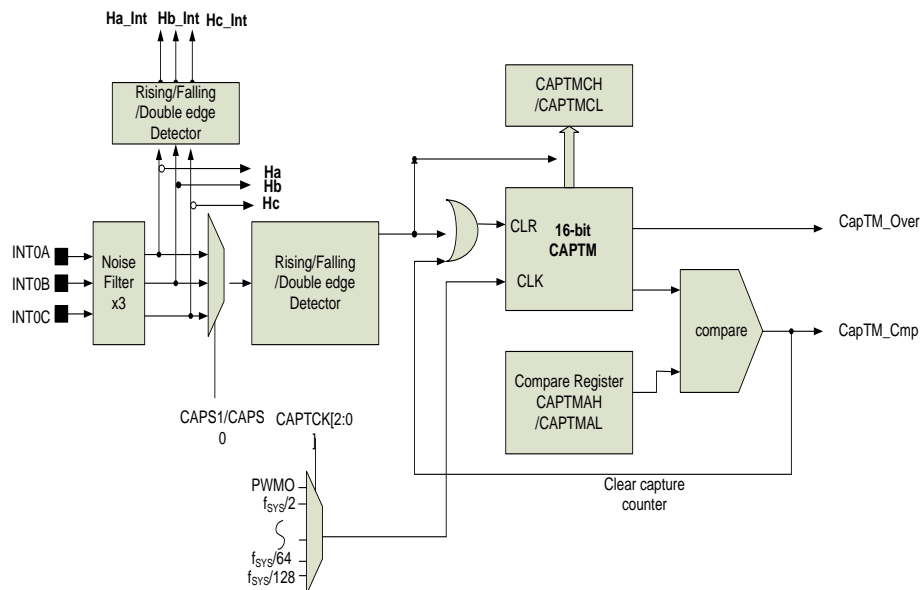 Ha_Int Hb_Int Hc_Int
Rising/Falling
/Double edge
Detector
CAPTMCH
/CAPTMCL
Ha
Hb
Hc
INT0A
INT0B
INT0C
Noise
Filter
x3
Rising/Falling
/Double edge
Detector
CLR
16-bit
CAPTM
CLK
CapTM_Over
compare
CapTM_Cmp
Compare Register
CAPTMAH
/CAPTMAL
CAPS1/CAPS
0
CAPTCK[2:0
]
Clear capture
counter
PWMO
fSYS/2
fSYS/64
fSYS/128